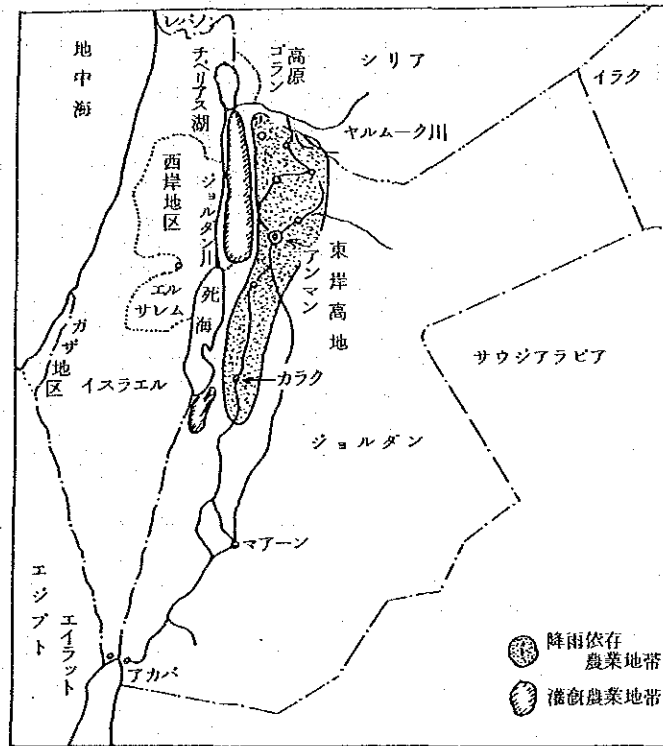 レバノン
地中海
チベリアス湖
ゴラン
高原
シリア
イラク
ヤルムーク川
西岸地区
ジョルダン川
エル
サレム
死海
アンマン
東岸高地
ガザ地区
イスラエル
カラク
サウジアラビア
ジョルダン
マアーン
エジプト
エイラット
アカバ
降雨依存
農業地帯
農業地帯